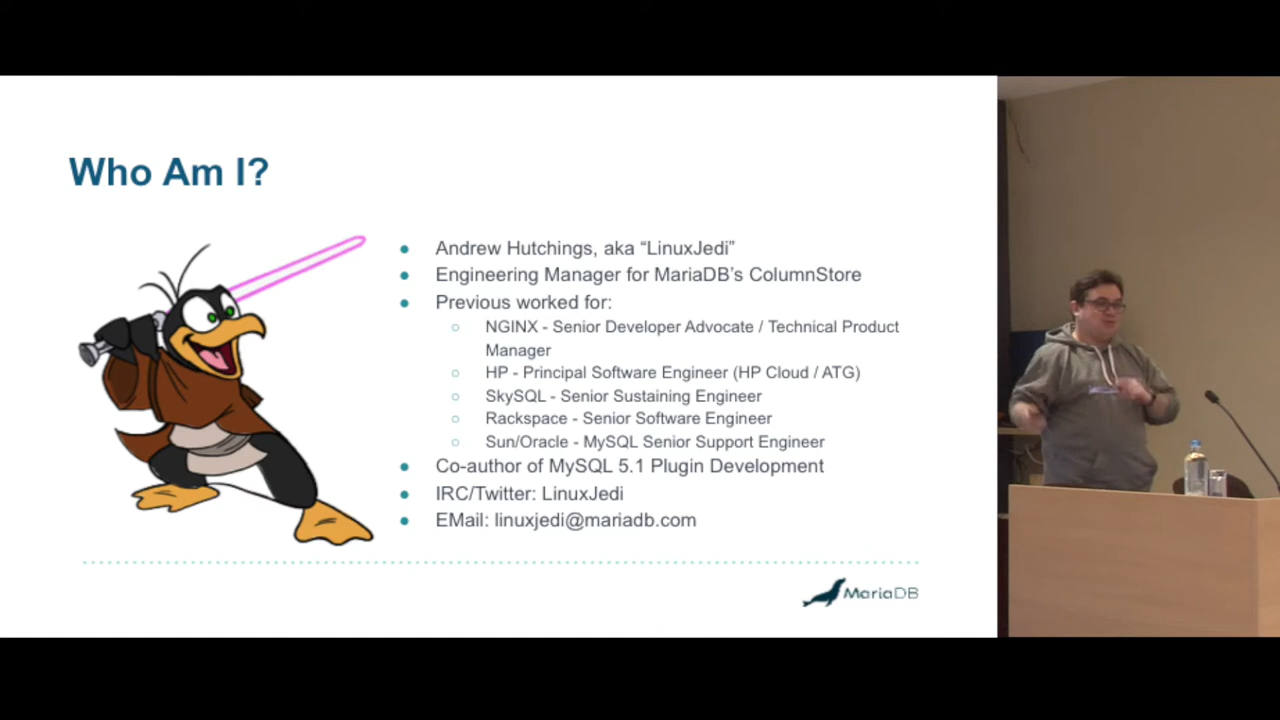 Who Am I?
● Andrew Hutchings, aka “LinuxJedi”
● Engineering Manager for MariaDB’s ColumnStore
● Previous worked for:
○ NGINX - Senior Developer Advocate / Technical Product
Manager
○ HP - Principal Software Engineer (HP Cloud / ATG)
○ SkySQL - Senior Sustaining Engineer
○ Rackspace - Senior Software Engineer
○ Sun/Oracle - MySQL Senior Support Engineer
● Co-author of MySQL 5.1 Plugin Development
● IRC/Twitter: LinuxJedi
● EMail: linuxjedi@mariadb.com
MariaDB